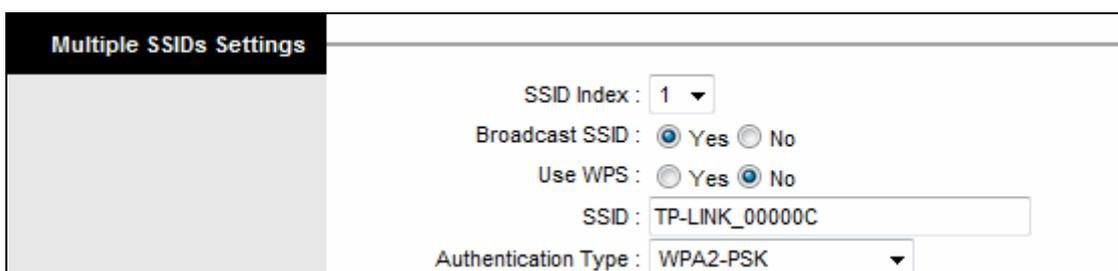 Multiple SSIDs Settings
SSID Index : 1
Broadcast SSID : Yes No
Use WPS : Yes No
SSID : TP-LINK_00000C
Authentication Type : WPA2-PSK